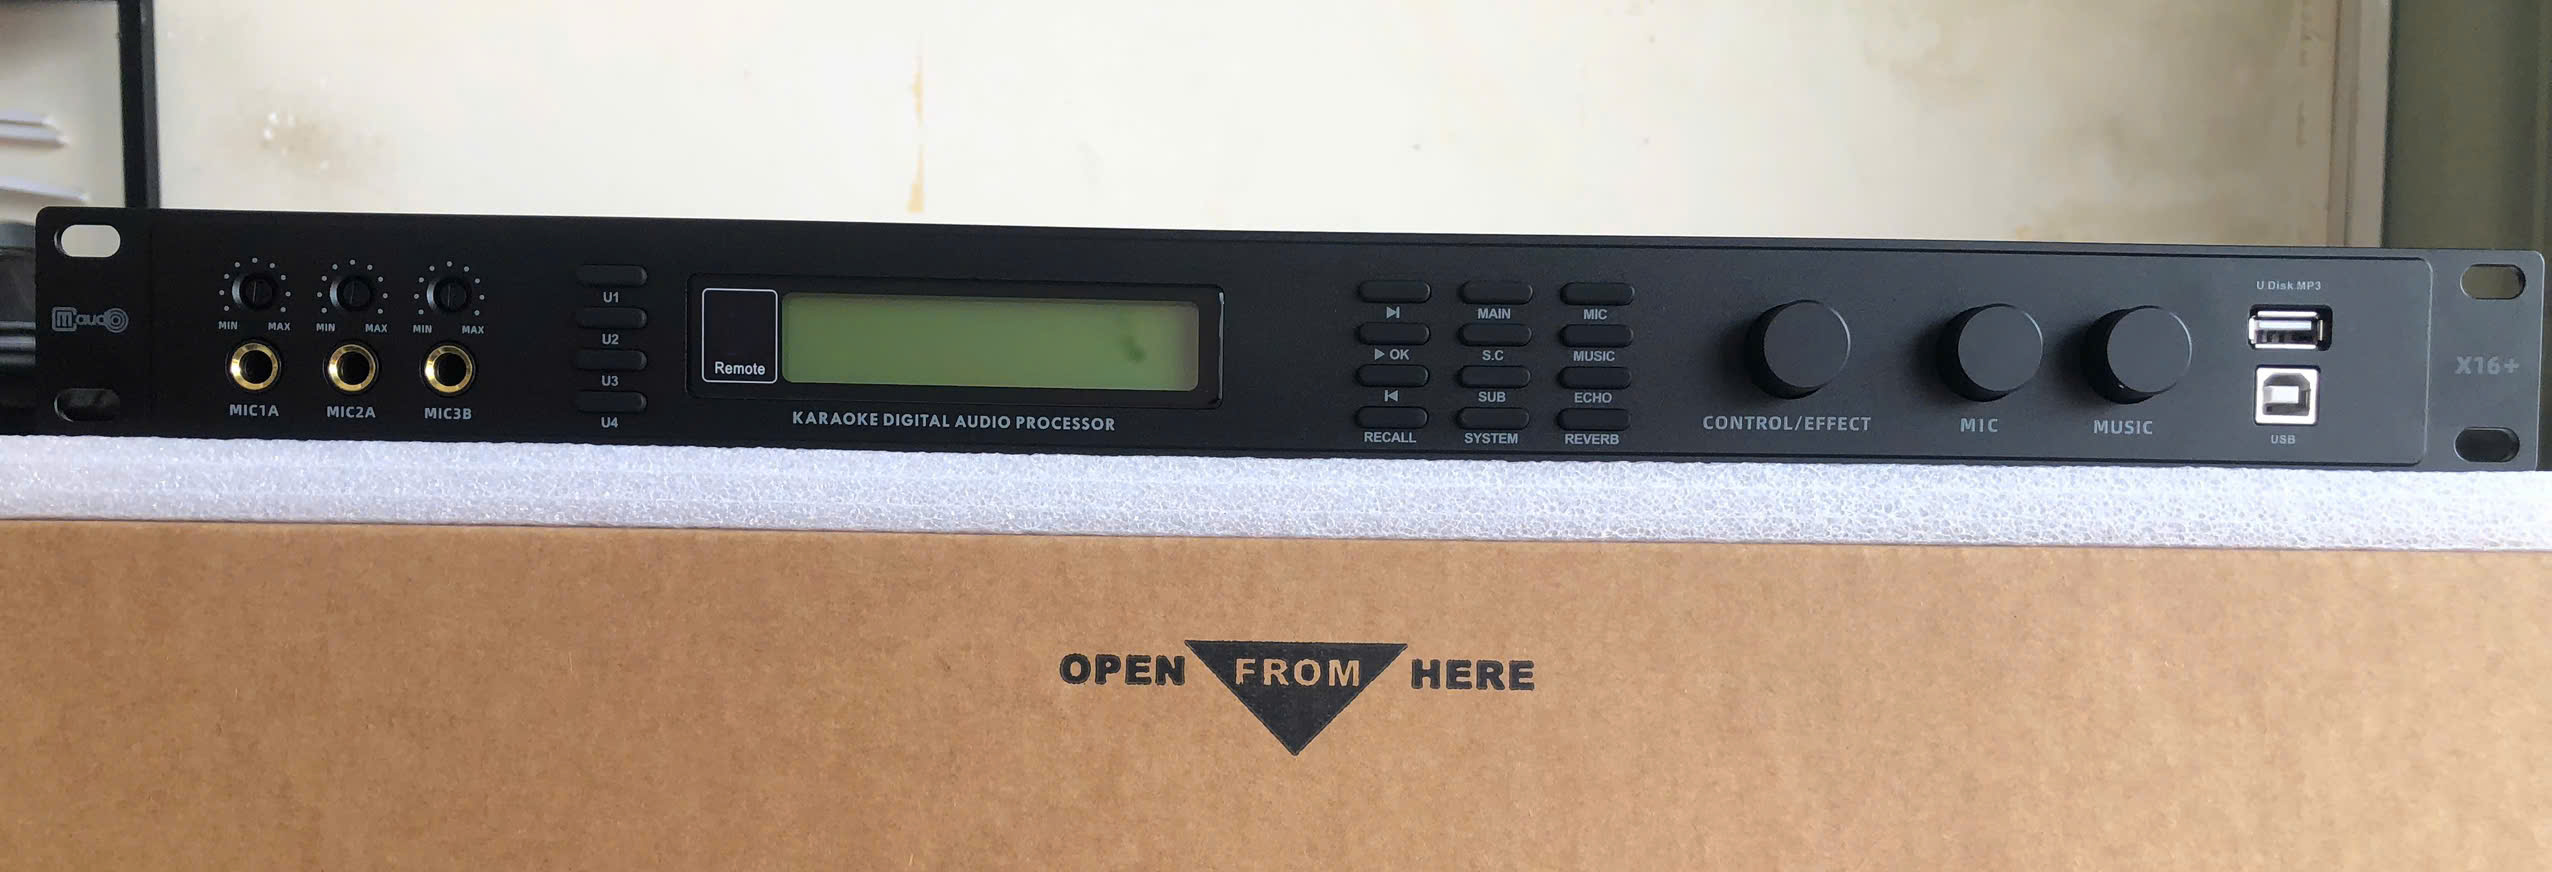 maudio
MIN MAX MIN MAX MIN MAX
MIC1A MIC2A MIC3B
U1
U2
U3
U4
Remote
KARAOKE DIGITAL AUDIO PROCESSOR
MAIN MIC
OK S.C MUSIC
SUB ECHO
RECALL SYSTEM REVERB
CONTROL/EFFECT MIC MUSIC
U Disk MP3
USB
X16+
OPEN FROM HERE